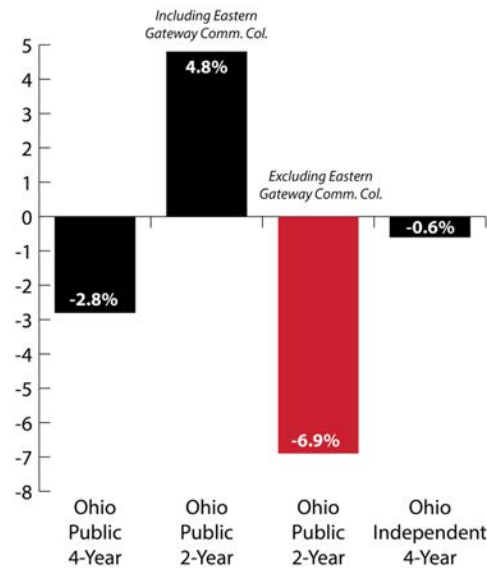 Including Eastern
Gateway Comm. Col.
5
4
3
2
1
0
-1
-2
-3
-4
-5
-6
-7
-8
4.8%
Excluding Eastern
Gateway Comm. Col.
-2.8%
-0.6%
-6.9%
Ohio
Public
4-Year
Ohio
Public
2-Year
Ohio
Public
2-Year
Ohio
Independent
4-Year